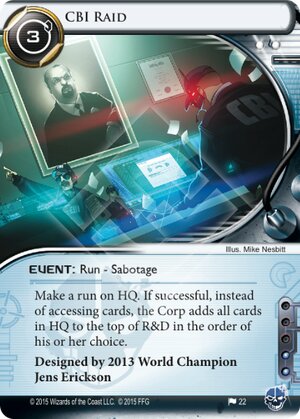 3
CBI Raid
CBI
Illus. Mike Nesbitt
EVENT: Run - Sabotage
Make a run on HQ. If successful, instead
of accessing cards, the Corp adds all cards
in HQ to the top of R&D in the order of
his or her choice.
Designed by 2013 World Champion
Jens Erickson
© 2015 Wizards of the Coast LLC. © 2015 FFG
22